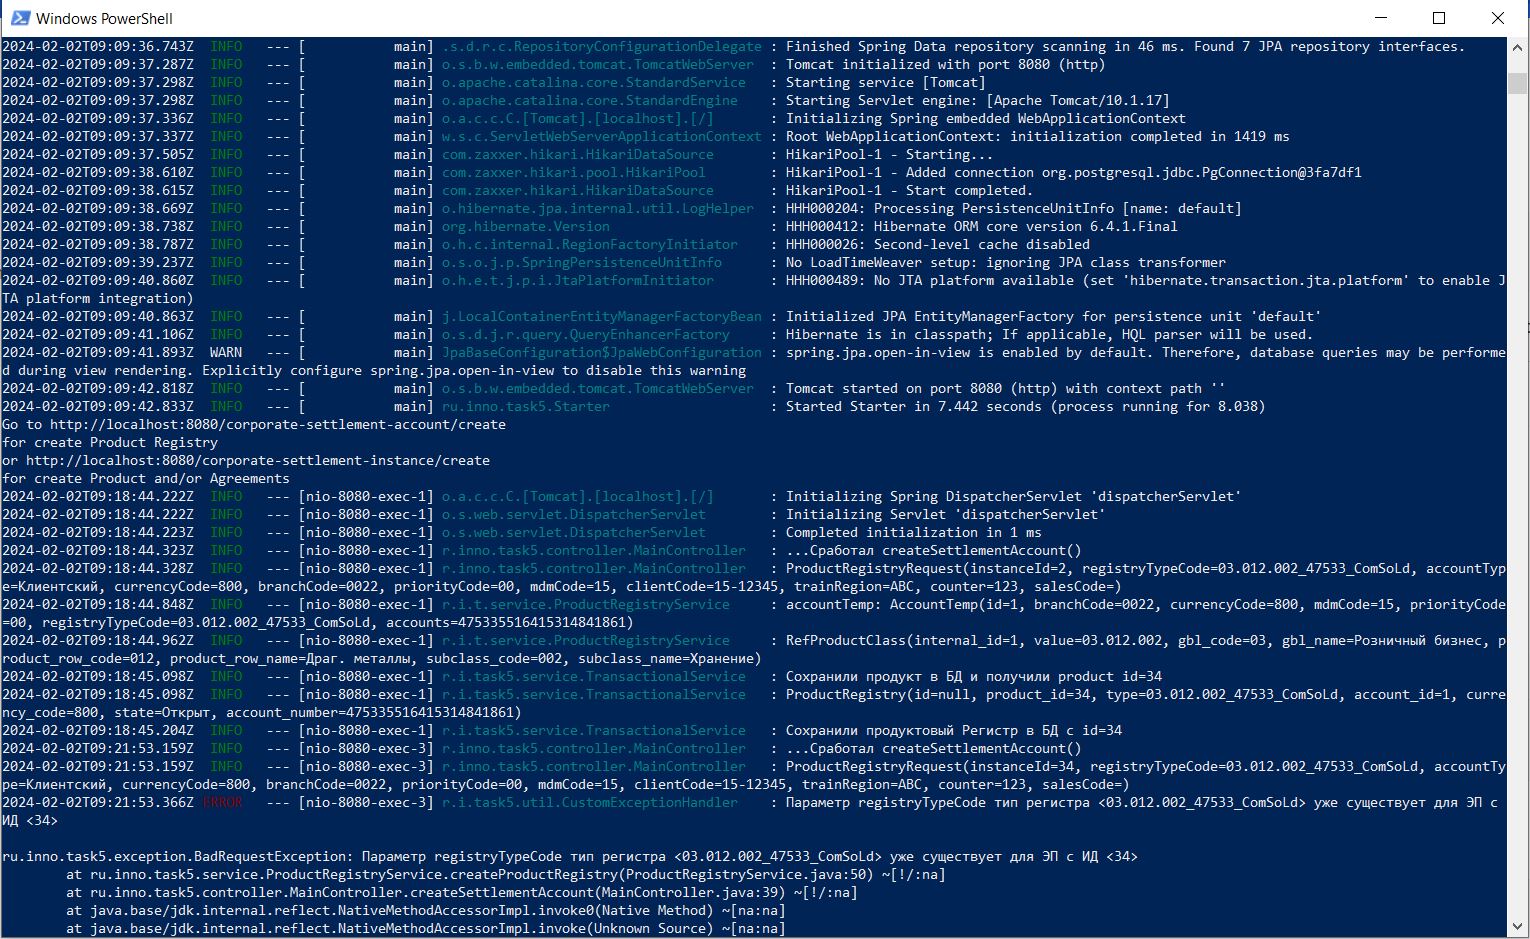 Windows PowerShell
2024-02-02T09:09:36.743Z  INFO   --- [           main] .s.d.r.c.RepositoryConfigurationDelegate : Finished Spring Data repository scanning in 46 ms. Found 7 JPA repository interfaces.
2024-02-02T09:09:37.287Z  INFO   --- [           main] o.s.b.w.embedded.tomcat.TomcatWebServer  : Tomcat initialized with port 8080 (http)
2024-02-02T09:09:37.298Z  INFO   --- [           main] o.apache.catalina.core.StandardService   : Starting service [Tomcat]
2024-02-02T09:09:37.298Z  INFO   --- [           main] o.apache.catalina.core.StandardEngine    : Starting Servlet engine: [Apache Tomcat/10.1.17]
2024-02-02T09:09:37.336Z  INFO   --- [           main] o.a.c.c.C.[Tomcat].[localhost].[/]       : Initializing Spring embedded WebApplicationContext
2024-02-02T09:09:37.337Z  INFO   --- [           main] w.s.c.ServletWebServerApplicationContext : Root WebApplicationContext: initialization completed in 1419 ms
2024-02-02T09:09:37.505Z  INFO   --- [           main] com.zaxxer.hikari.HikariDataSource       : HikariPool-1 - Starting...
2024-02-02T09:09:38.610Z  INFO   --- [           main] com.zaxxer.hikari.pool.HikariPool        : HikariPool-1 - Added connection org.postgresql.jdbc.PgConnection@3fa7df1
2024-02-02T09:09:38.615Z  INFO   --- [           main] com.zaxxer.hikari.HikariDataSource       : HikariPool-1 - Start completed.
2024-02-02T09:09:38.669Z  INFO   --- [           main] o.hibernate.jpa.internal.util.LogHelper  : HHH000204: Processing PersistenceUnitInfo [name: default]
2024-02-02T09:09:38.738Z  INFO   --- [           main] org.hibernate.Version                    : HHH000412: Hibernate ORM core version 6.4.1.Final
2024-02-02T09:09:38.787Z  INFO   --- [           main] o.h.c.internal.RegionFactoryInitiator    : HHH000026: Second-level cache disabled
2024-02-02T09:09:39.237Z  INFO   --- [           main] o.s.o.j.p.SpringPersistenceUnitInfo      : No LoadTimeWeaver setup: ignoring JPA class transformer
2024-02-02T09:09:40.860Z  INFO   --- [           main] o.h.e.t.j.p.i.JtaPlatformInitiator       : HHH000489: No JTA platform available (set 'hibernate.transaction.jta.platform' to enable J
TA platform integration)
2024-02-02T09:09:40.863Z  INFO   --- [           main] j.LocalContainerEntityManagerFactoryBean : Initialized JPA EntityManagerFactory for persistence unit 'default'
2024-02-02T09:09:41.106Z  INFO   --- [           main] o.s.d.j.r.query.QueryEnhancerFactory     : Hibernate is in classpath; If applicable, HQL parser will be used.
2024-02-02T09:09:41.893Z  WARN   --- [           main] JpaBaseConfiguration$JpaWebConfiguration : spring.jpa.open-in-view is enabled by default. Therefore, database queries may be performe
d during view rendering. Explicitly configure spring.jpa.open-in-view to disable this warning
2024-02-02T09:09:42.818Z  INFO   --- [           main] o.s.b.w.embedded.tomcat.TomcatWebServer  : Tomcat started on port 8080 (http) with context path ''
2024-02-02T09:09:42.833Z  INFO   --- [           main] ru.inno.task5.Starter                    : Started Starter in 7.442 seconds (process running for 8.038)
Go to http://localhost:8080/corporate-settlement-account/create
for create Product Registry
or http://localhost:8080/corporate-settlement-instance/create
for create Product and/or Agreements
2024-02-02T09:18:44.222Z  INFO   --- [nio-8080-exec-1] o.a.c.c.C.[Tomcat].[localhost].[/]       : Initializing Spring DispatcherServlet 'dispatcherServlet'
2024-02-02T09:18:44.222Z  INFO   --- [nio-8080-exec-1] o.s.web.servlet.DispatcherServlet        : Initializing Servlet 'dispatcherServlet'
2024-02-02T09:18:44.223Z  INFO   --- [nio-8080-exec-1] o.s.web.servlet.DispatcherServlet        : Completed initialization in 1 ms
2024-02-02T09:18:44.323Z  INFO   --- [nio-8080-exec-1] r.inno.task5.controller.MainController   : ...Сработал createSettlementAccount()
2024-02-02T09:18:44.328Z  INFO   --- [nio-8080-exec-1] r.inno.task5.controller.MainController   : ProductRegistryRequest(instanceId=2, registryTypeCode=03.012.002_47533_ComSoLd, accountTyp
e=Клиентский, currencyCode=800, branchCode=0022, priorityCode=00, mdmCode=15, clientCode=15-12345, trainRegion=ABC, counter=123, salesCode=)
2024-02-02T09:18:44.848Z  INFO   --- [nio-8080-exec-1] r.i.t.service.ProductRegistryService     : accountTemp: AccountTemp(id=1, branchCode=0022, currencyCode=800, mdmCode=15, priorityCode
=00, registryTypeCode=03.012.002_47533_ComSoLd, accounts=475335516415314841861)
2024-02-02T09:18:44.962Z  INFO   --- [nio-8080-exec-1] r.i.t.service.ProductRegistryService     : RefProductClass(internal_id=1, value=03.012.002, gbl_code=03, gbl_name=Розничный бизнес, p
roduct_row_code=012, product_row_name=Драг. металлы, subclass_code=002, subclass_name=Хранение)
2024-02-02T09:18:45.098Z  INFO   --- [nio-8080-exec-1] r.i.task5.service.TransactionalService   : Сохранили продукт в БД и получили product id=34
2024-02-02T09:18:45.098Z  INFO   --- [nio-8080-exec-1] r.i.task5.service.TransactionalService   : ProductRegistry(id=null, product_id=34, type=03.012.002_47533_ComSoLd, account_id=1, curre
ncy_code=800, state=Открыт, account_number=475335516415314841861)
2024-02-02T09:18:45.204Z  INFO   --- [nio-8080-exec-1] r.i.task5.service.TransactionalService   : Сохранили продуктовый Регистр в БД с id=34
2024-02-02T09:21:53.159Z  INFO   --- [nio-8080-exec-3] r.inno.task5.controller.MainController   : ...Сработал createSettlementAccount()
2024-02-02T09:21:53.159Z  INFO   --- [nio-8080-exec-3] r.inno.task5.controller.MainController   : ProductRegistryRequest(instanceId=34, registryTypeCode=03.012.002_47533_ComSoLd, accountTy
pe=Клиентский, currencyCode=800, branchCode=0022, priorityCode=00, mdmCode=15, clientCode=15-12345, trainRegion=ABC, counter=123, salesCode=)
2024-02-02T09:21:53.366Z ERROR   --- [nio-8080-exec-3] r.i.task5.util.CustomExceptionHandler    : Параметр registryTypeCode тип регистра <03.012.002_47533_ComSoLd> уже существует для ЭП с
ИД <34>
ru.inno.task5.exception.BadRequestException: Параметр registryTypeCode тип регистра <03.012.002_47533_ComSoLd> уже существует для ЭП с ИД <34>
        at ru.inno.task5.service.ProductRegistryService.createProductRegistry(ProductRegistryService.java:50) ~[!/:na]
        at ru.inno.task5.controller.MainController.createSettlementAccount(MainController.java:39) ~[!/:na]
        at java.base/jdk.internal.reflect.NativeMethodAccessorImpl.invoke0(Native Method) ~[na:na]
        at java.base/jdk.internal.reflect.NativeMethodAccessorImpl.invoke(Unknown Source) ~[na:na]